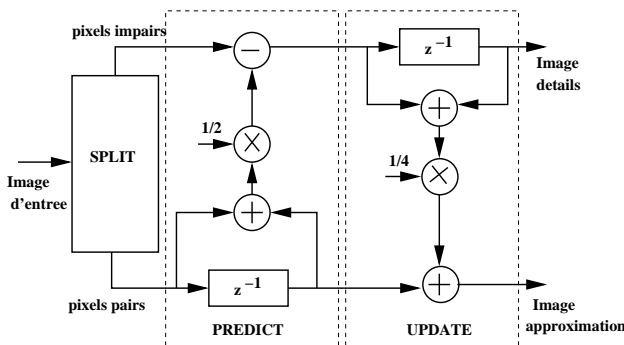 pixels impairs
z⁻¹
Image
details
1/2
SPLIT
1/4
Image
d'entree
z⁻¹
pixels pairs
Image
approximation
PREDICT
UPDATE